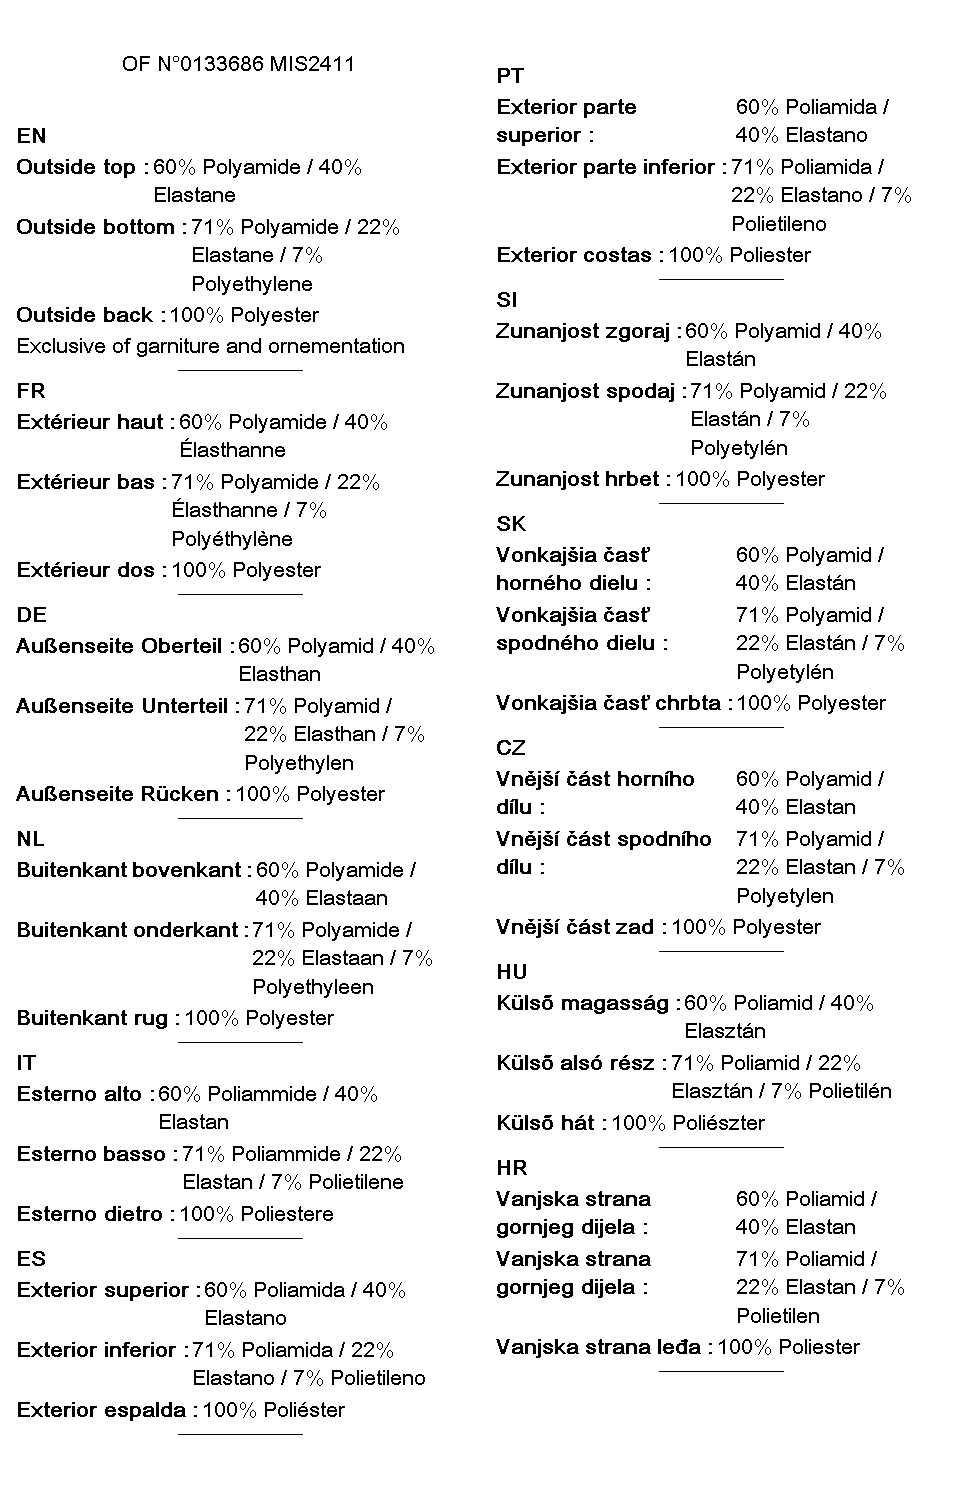 OF N°0133686 MIS2411
EN
Outside top : 60% Polyamide / 40%
Elastane
Outside bottom : 71% Polyamide / 22%
Elastane / 7%
Polyethylene
Outside back : 100% Polyester
Exclusive of garniture and ornementation
FR
Extérieur haut : 60% Polyamide / 40%
Élasthanne
Extérieur bas : 71% Polyamide / 22%
Élasthanne / 7%
Polyéthylène
Extérieur dos : 100% Polyester
DE
Außenseite Oberteil : 60% Polyamid / 40%
Elasthan
Außenseite Unterteil : 71% Polyamid /
22% Elasthan / 7%
Polyethylen
Außenseite Rücken : 100% Polyester
NL
Buitenkant bovenkant : 60% Polyamide /
40% Elastaan
Buitenkant onderkant : 71% Polyamide /
22% Elastaan / 7%
Polyethyleen
Buitenkant rug : 100% Polyester
IT
Esterno alto : 60% Poliammide / 40%
Elastan
Esterno basso : 71% Poliammide / 22%
Elastan / 7% Polietilene
Esterno dietro : 100% Poliestere
ES
Exterior superior : 60% Poliamida / 40%
Elastano
Exterior inferior : 71% Poliamida / 22%
Elastano / 7% Polietileno
Exterior espalda : 100% Poliéster
PT
Exterior parte 60% Poliamida /
superior : 40% Elastano
Exterior parte inferior : 71% Poliamida /
22% Elastano / 7%
Polietileno
Exterior costas : 100% Poliester
SI
Zunanjost zgoraj : 60% Polyamid / 40%
Elastán
Zunanjost spodaj : 71% Polyamid / 22%
Elastán / 7%
Polyetylén
Zunanjost hrbet : 100% Polyester
SK
Vonkajšia časť 60% Polyamid /
horného dielu : 40% Elastán
Vonkajšia časť 71% Polyamid /
spodného dielu : 22% Elastán / 7%
Polyetylén
Vonkajšia časť chrbta : 100% Polyester
CZ
Vnější část horního 60% Polyamid /
dílu : 40% Elastan
Vnější část spodního 71% Polyamid /
dílu : 22% Elastan / 7%
Polyetylen
Vnější část zad : 100% Polyester
HU
Külső magasság : 60% Poliamid / 40%
Elasztán
Külső alsó rész : 71% Poliamid / 22%
Elasztán / 7% Polietilén
Külső hát : 100% Poliészter
HR
Vanjska strana 60% Poliamid /
gornjeg dijela : 40% Elastan
Vanjska strana 71% Poliamid /
gornjeg dijela : 22% Elastan / 7%
Polietilen
Vanjska strana leđa : 100% Poliester